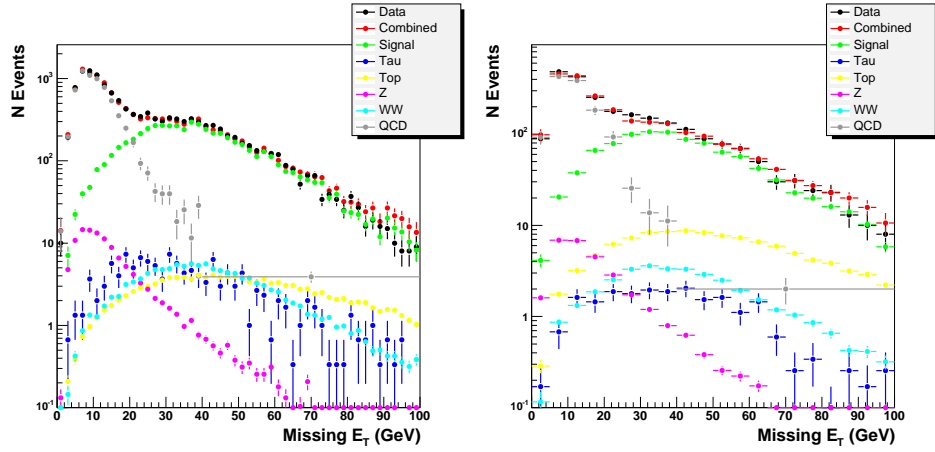 Data
Combined
Signal
Tau
Top
Z
WW
QCD
N Events
10³
10²
10
1
10⁻¹
0 10 20 30 40 50 60 70 80 90 100
Missing E_T (GeV)
Data
Combined
Signal
Tau
Top
Z
WW
QCD
N Events
10²
10
1
10⁻¹
0 10 20 30 40 50 60 70 80 90 100
Missing E_T (GeV)